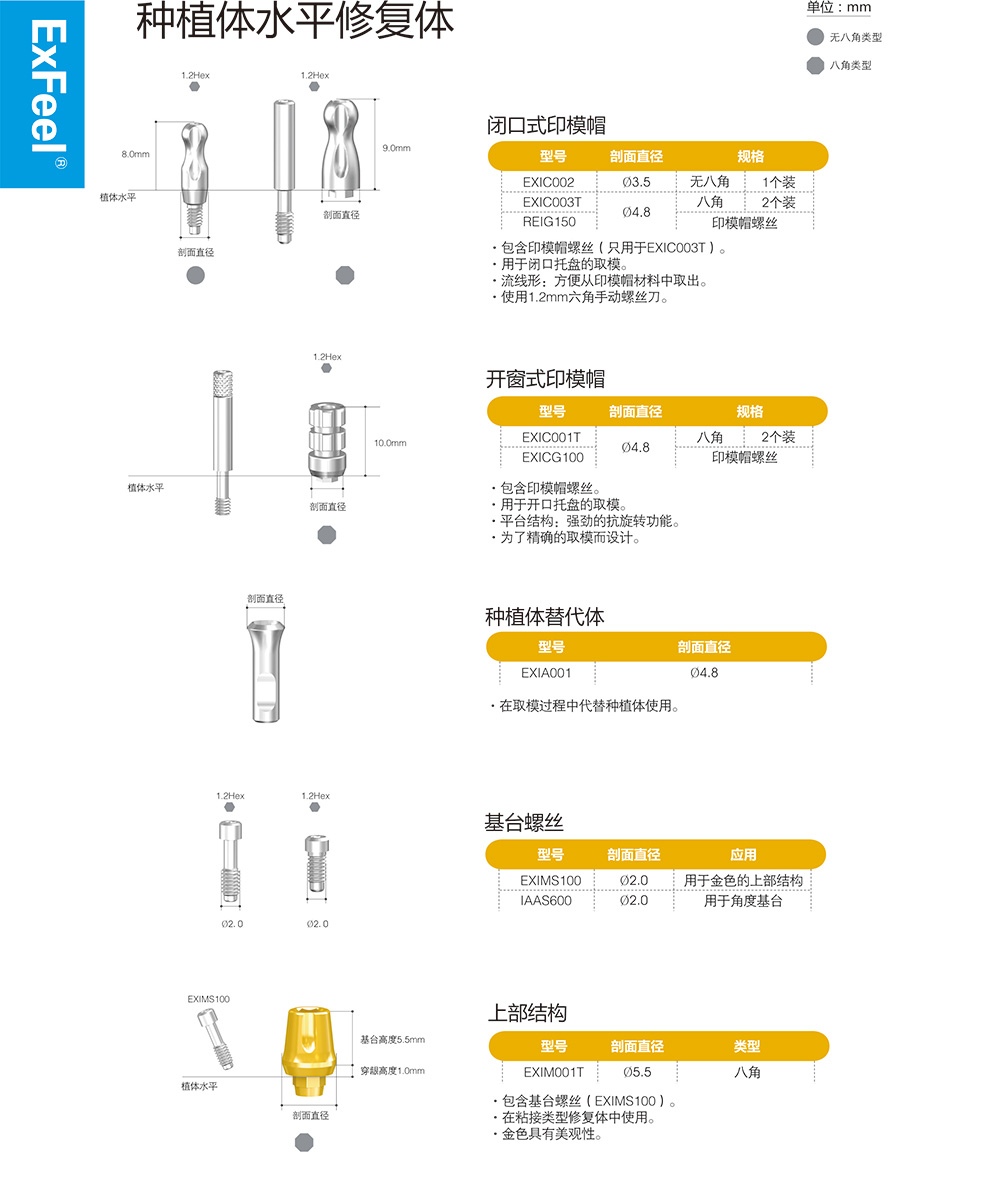 ExFeel®
种植体水平修复体
单位：mm
无八角类型
八角类型
1.2Hex
1.2Hex
8.0mm
9.0mm
植体水平
剖面直径
剖面直径
闭口式印模帽
型号 剖面直径 规格
EXIC002 Ø3.5 无八角 1个装
EXIC003T Ø4.8 八角 2个装
REIG150 印模帽螺丝
·包含印模帽螺丝（只用于EXIC003T）。
·用于闭口托盘的取模。
·流线形；方便从印模帽材料中取出。
·使用1.2mm六角手动螺丝刀。
1.2Hex
10.0mm
植体水平
剖面直径
开窗式印模帽
型号 剖面直径 规格
EXIC001T Ø4.8 八角 2个装
EXICG100 印模帽螺丝
·包含印模帽螺丝。
·用于开口托盘的取模。
·平台结构；强劲的抗旋转功能。
·为了精确的取模而设计。
剖面直径
种植体替代体
型号 剖面直径
EXIA001 Ø4.8
·在取模过程中代替种植体使用。
1.2Hex
1.2Hex
Ø2.0
Ø2.0
基台螺丝
型号 剖面直径 应用
EXIMS100 Ø2.0 用于金色的上部结构
IAAS600 Ø2.0 用于角度基台
EXIMS100
基台高度5.5mm
穿龈高度1.0mm
植体水平
剖面直径
上部结构
型号 剖面直径 类型
EXIM001T Ø5.5 八角
·包含基台螺丝（EXIMS100）。
·在粘接类型修复体中使用。
·金色具有美观性。